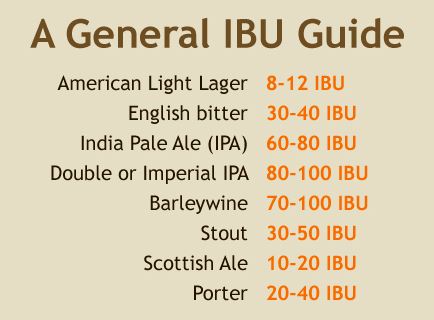 A General IBU Guide
American Light Lager 8-12 IBU
English bitter 30-40 IBU
India Pale Ale (IPA) 60-80 IBU
Double or Imperial IPA 80-100 IBU
Barleywine 70-100 IBU
Stout 30-50 IBU
Scottish Ale 10-20 IBU
Porter 20-40 IBU